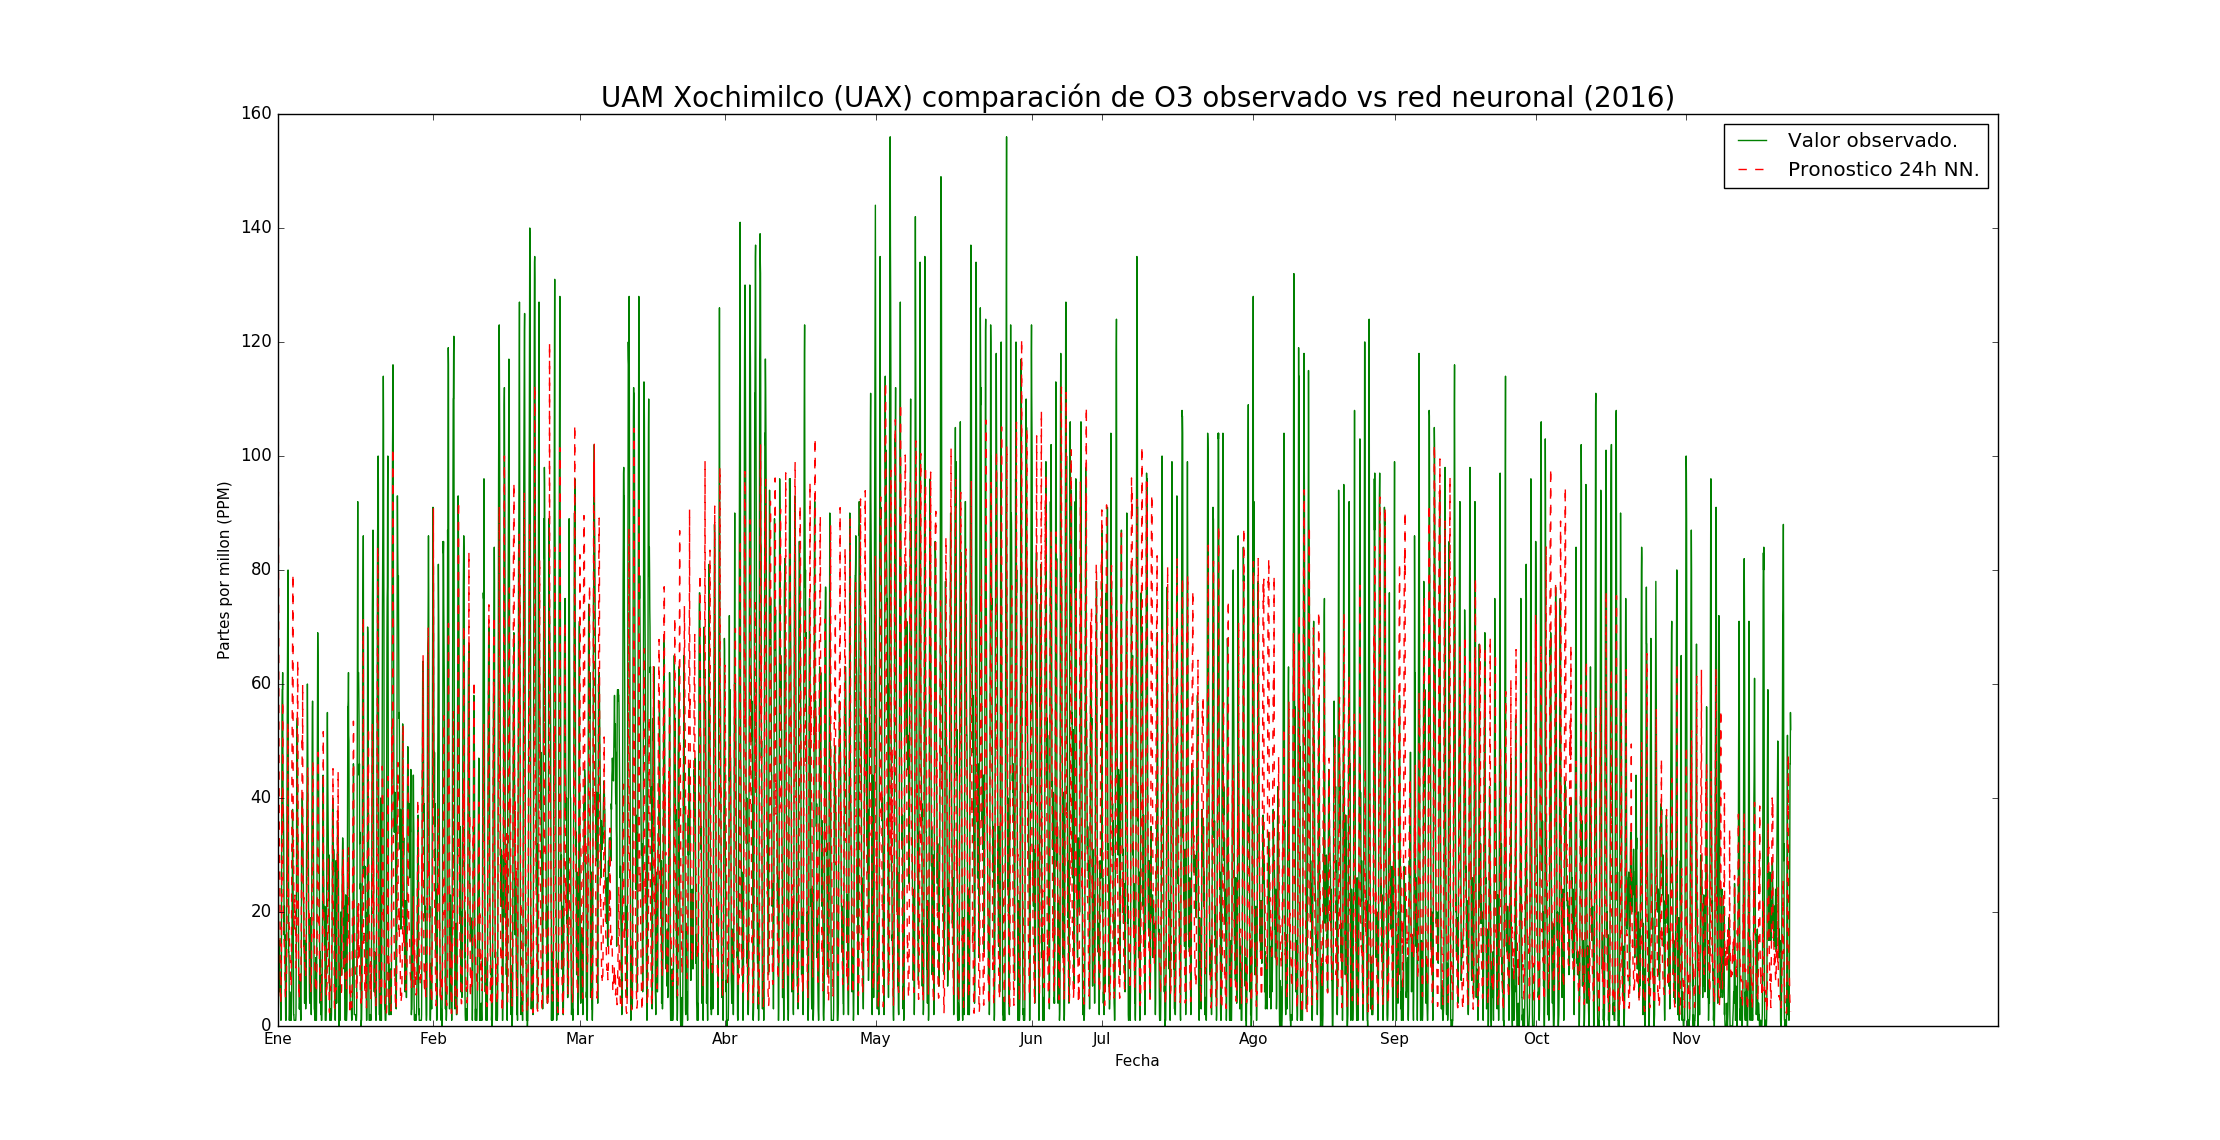 UAM Xochimilco (UAX) comparación de O3 observado vs red neuronal (2016)
160
140
120
100
80
60
40
20
0
Partes por millon (PPM)
Valor observado.
Pronostico 24h NN.
Ene Feb Mar Abr May Jun Jul Ago Sep Oct Nov
Fecha